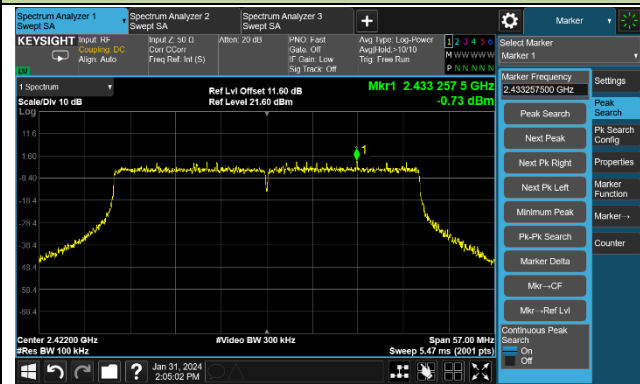 Spectrum Analyzer 1
Swept SA
Spectrum Analyzer 2
Swept SA
Spectrum Analyzer 3
Swept SA
+
Marker
KEYSIGHT
Input: RF
Coupling: DC
Align: Auto
Input Z: 50 Ω
Corr CCorr
Freq Ref: Int (S)
Atten: 20 dB
PNO: Fast
Gate: Off
IF Gain: Low
Sig Track: Off
Avg Type: Log-Power
Avg|Hold:>10/10
Trig: Free Run
1 2 3 4 5 6
M W W W W W
P N N N N N
LVI
Select Marker
Marker 1
1 Spectrum
Scale/Div 10 dB
Log
Ref Lvl Offset 11.60 dB
Ref Level 21.60 dBm
Mkr1 2.433 257 5 GHz
-0.73 dBm
11.6
1.60
-8.40
-18.4
-28.4
-38.4
-48.4
-58.4
-68.4
1
Center 2.42200 GHz
#Res BW 100 kHz
#Video BW 300 kHz
Span 57.00 MHz
Sweep 5.47 ms (2001 pts)
Marker Frequency
2.433257500 GHz
Peak Search
Next Peak
Next Pk Right
Next Pk Left
Minimum Peak
Pk-Pk Search
Marker Delta
Mkr→CF
Mkr→Ref Lvl
Continuous Peak
Search
On
Off
Settings
Peak
Search
Pk Search
Config
Properties
Marker
Function
Marker→
Counter
?
Jan 31, 2024
2:05:02 PM